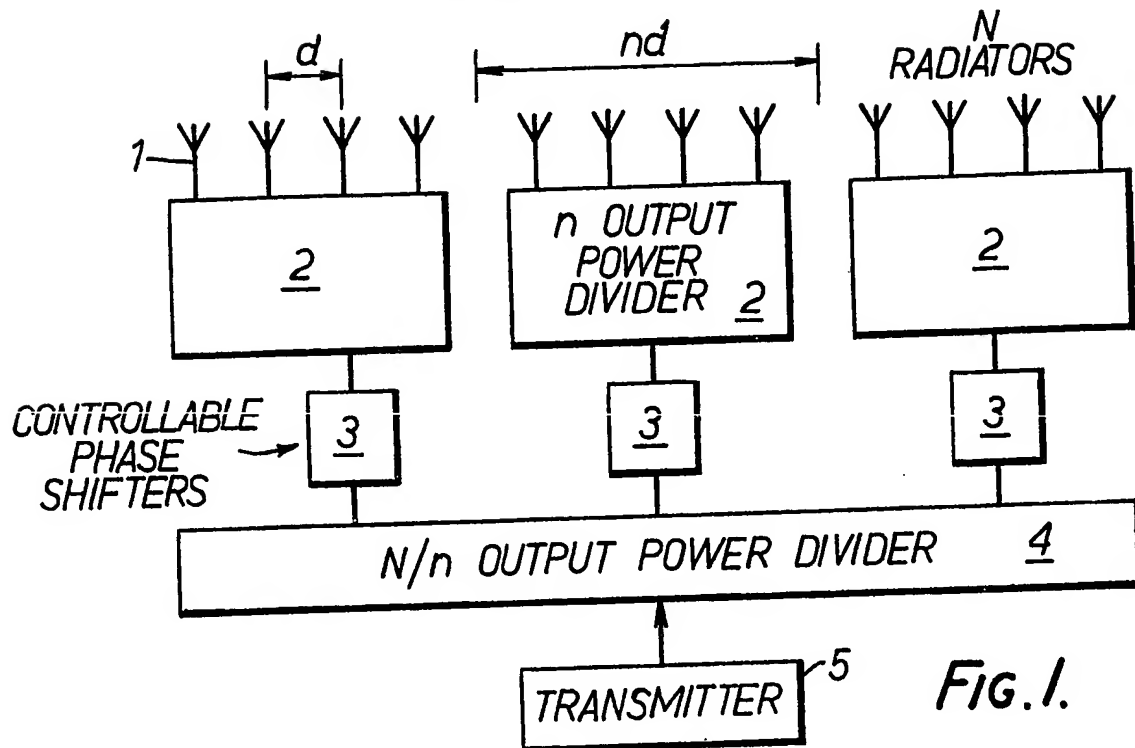 d
nd
N
RADIATORS
1
2
n OUTPUT
POWER
DIVIDER 2
2
CONTROLLABLE
PHASE
SHIFTERS
3
3
3
N/n OUTPUT POWER DIVIDER 4
TRANSMITTER
5
FIG. 1.